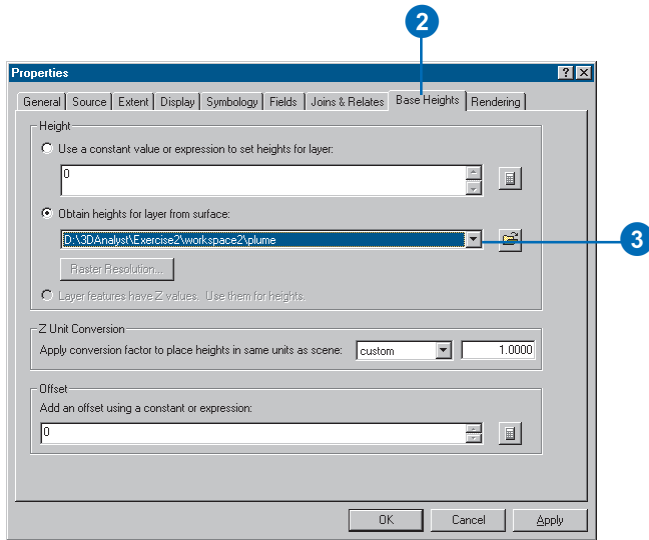 2
Properties
General Source Extent Display Symbology Fields Joins & Relates Base Heights Rendering
Height
Use a constant value or expression to set heights for layer:
0
Obtain heights for layer from surface:
D:\3DAnalyst\Exercise2\workspace2\plume
3
Raster Resolution...
Layer features have Z values. Use them for heights.
Z Unit Conversion
Apply conversion factor to place heights in same units as scene: custom 1.0000
Offset
Add an offset using a constant or expression:
0
OK Cancel Apply